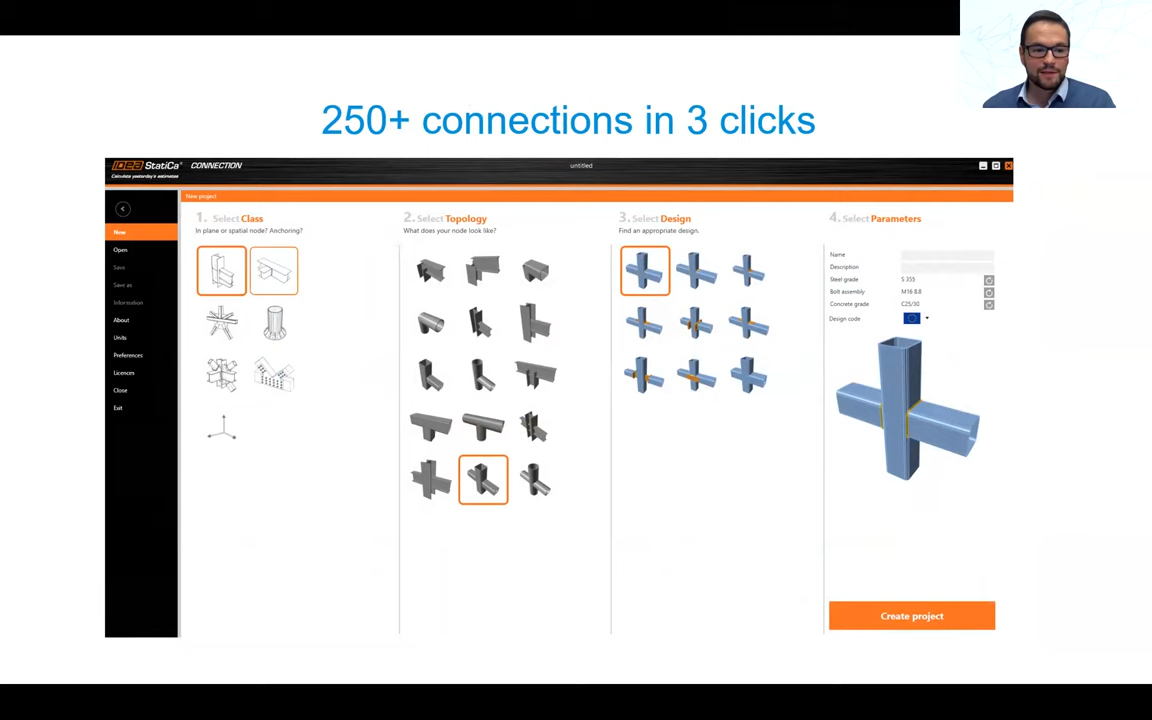 250+ connections in 3 clicks
IDEA StatiCa® CONNECTION
Calculate yesterday's estimates
untitled
New project
New
Open
Save
Save as
Information
About
Units
Preferences
Licences
Close
Exit
1. Select Class
In plane or spatial node? Anchoring?
2. Select Topology
What does your node look like?
3. Select Design
Find an appropriate design.
4. Select Parameters
Name
Description
Steel grade S 355
Bolt assembly M16 8.8
Concrete grade C25/30
Design code
Create project